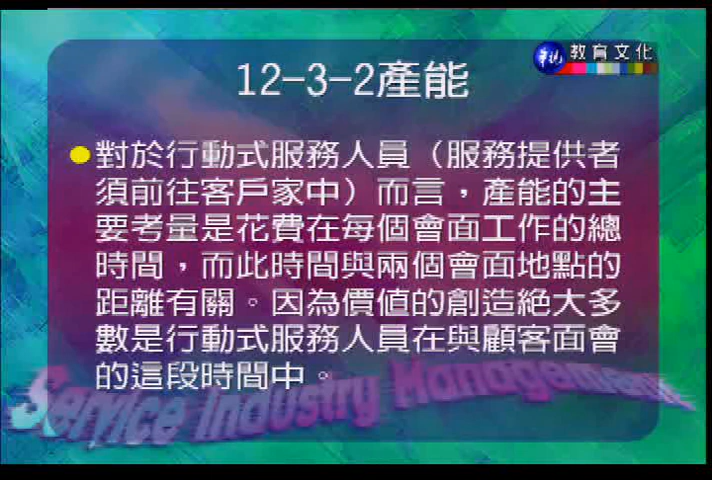 華視 教育文化
12-3-2產能
●對於行動式服務人員（服務提供者
須前往客戶家中）而言，產能的主
要考量是花費在每個會面工作的總
時間，而此時間與兩個會面地點的
距離有關。因為價值的創造絕大多
數是行動式服務人員在與顧客面會
的這段時間中。
Service Industry Management